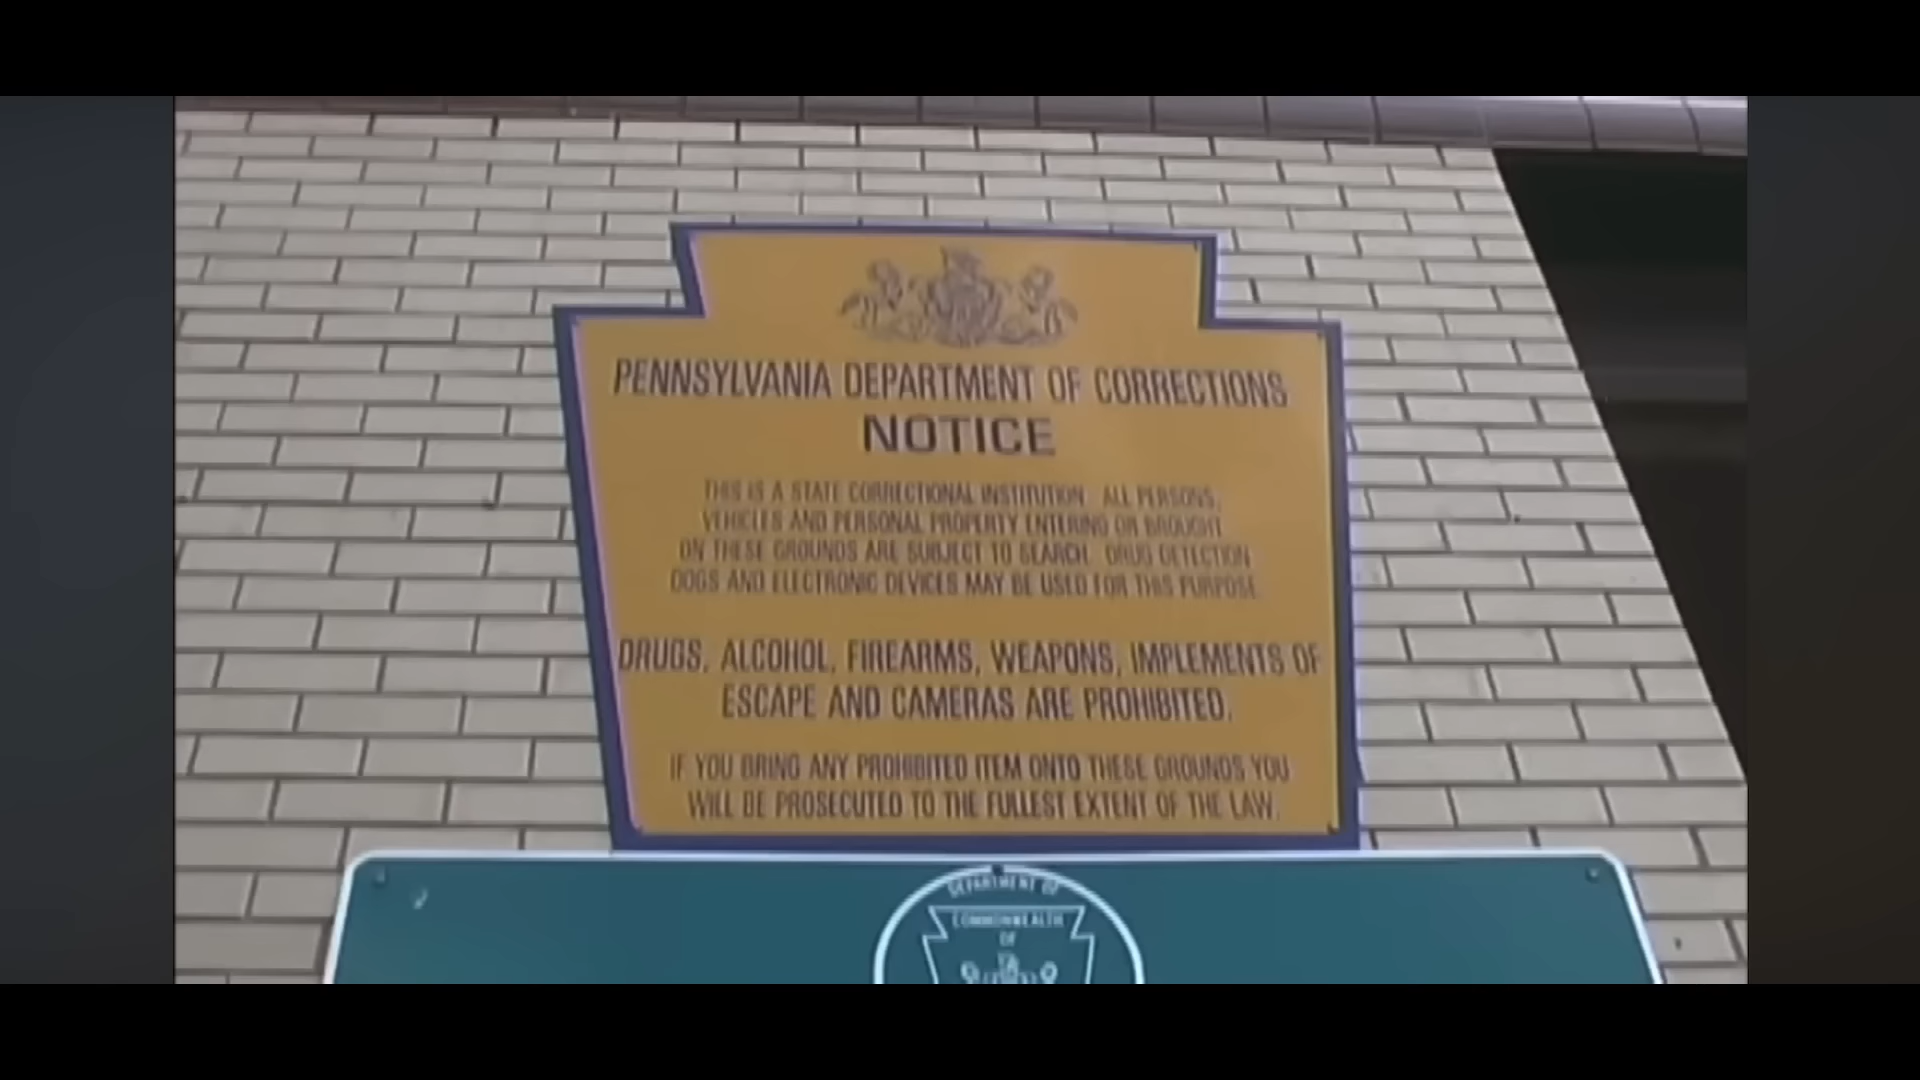 PENNSYLVANIA DEPARTMENT OF CORRECTIONS
NOTICE
THIS IS A STATE CORRECTIONAL INSTITUTION. ALL PERSONS,
VEHICLES AND PERSONAL PROPERTY ENTERING OR BROUGHT
ON THESE GROUNDS ARE SUBJECT TO SEARCH. DRUG DETECTION
DOGS AND ELECTRONIC DEVICES MAY BE USED FOR THIS PURPOSE.
DRUGS, ALCOHOL, FIREARMS, WEAPONS, IMPLEMENTS OF
ESCAPE AND CAMERAS ARE PROHIBITED.
IF YOU BRING ANY PROHIBITED ITEM ONTO THESE GROUNDS YOU
WILL BE PROSECUTED TO THE FULLEST EXTENT OF THE LAW.
DEPARTMENT OF
COMMONWEALTH
OF